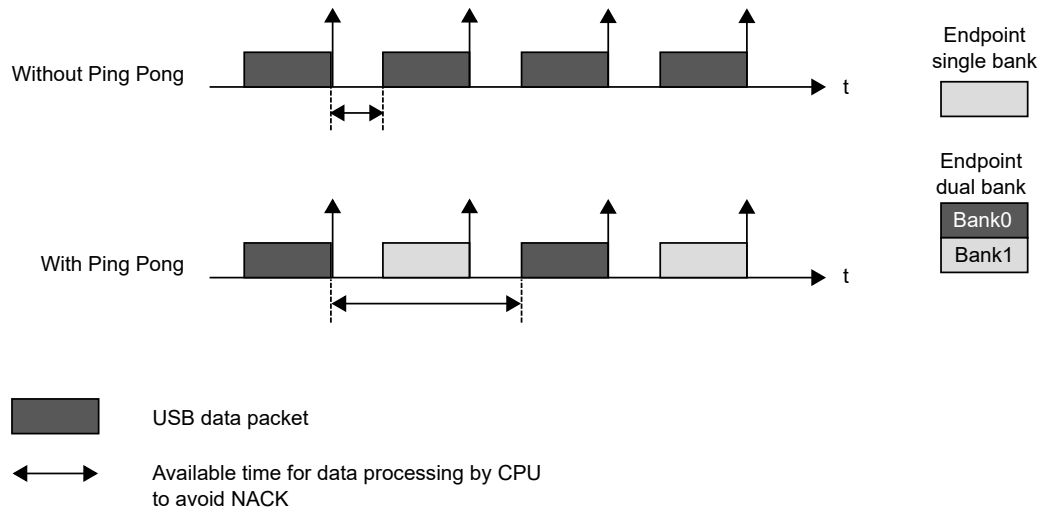 Without Ping Pong
t
Endpoint
single bank
Endpoint
dual bank
Bank0
Bank1
With Ping Pong
t
USB data packet
Available time for data processing by CPU
to avoid NACK